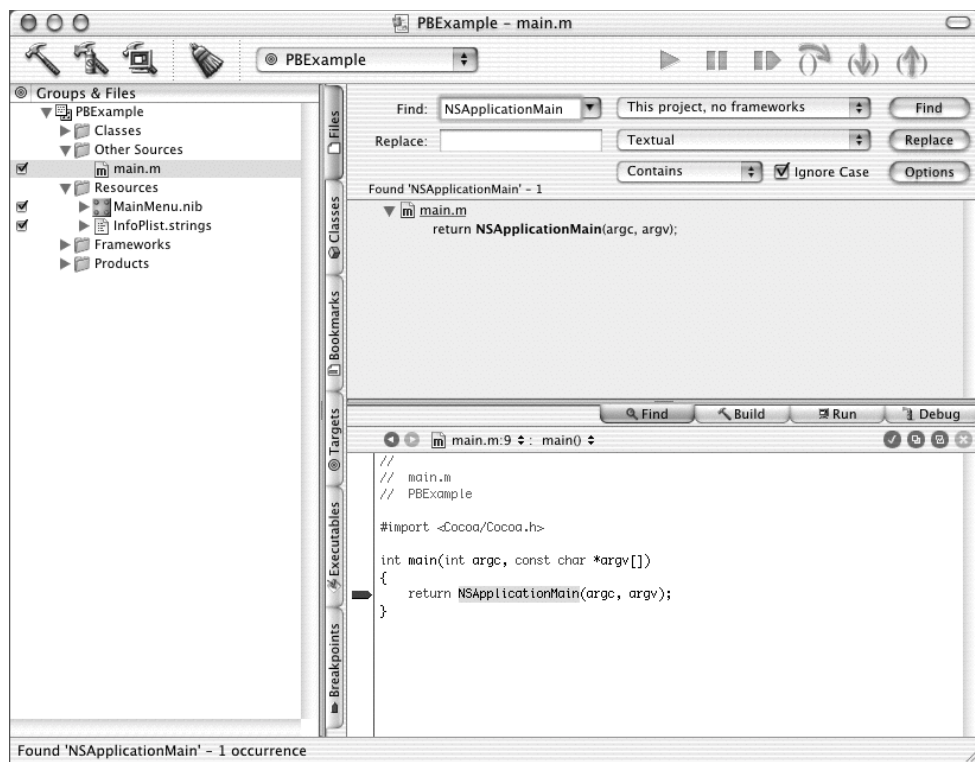 PBExample – main.m
PBExample
Groups & Files
PBExample
Classes
Other Sources
main.m
Resources
MainMenu.nib
InfoPlist.strings
Frameworks
Products
Files
Classes
Bookmarks
Targets
Executables
Breakpoints
Find: NSApplicationMain This project, no frameworks Find
Replace: Textual Replace
Contains Ignore Case Options
Found 'NSApplicationMain' – 1
main.m
return NSApplicationMain(argc, argv);
Find Build Run Debug
main.m:9 : main()
//
// main.m
// PBExample
#import <Cocoa/Cocoa.h>
int main(int argc, const char *argv[])
{
return NSApplicationMain(argc, argv);
}
Found 'NSApplicationMain' – 1 occurrence